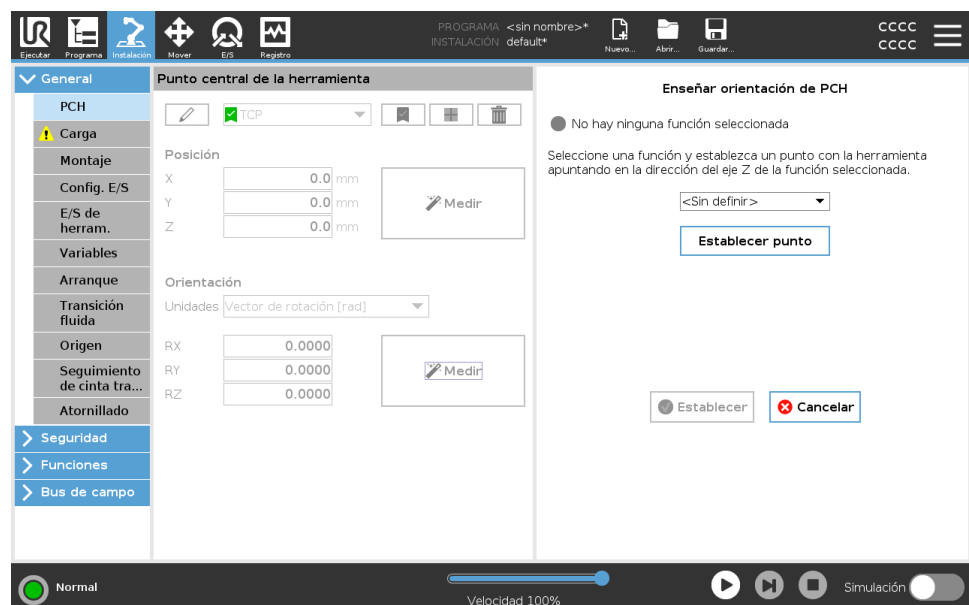 PROGRAMA <sin nombre>*
INSTALACIÓN default*
CCCC
CCCC
Ejecutar
Programa
Instalación
Mover
E/S
Registro
Nuevo...
Abrir...
Guardar...
General
PCH
Carga
Montaje
Config. E/S
E/S de
herram.
Variables
Arranque
Transición
fluida
Origen
Seguimiento
de cinta tra...
Atornillado
Seguridad
Funciones
Bus de campo
Punto central de la herramienta
TCP
Posición
X 0.0 mm
Y 0.0 mm
Z 0.0 mm
Medir
Orientación
Unidades Vector de rotación [rad]
RX 0.0000
RY 0.0000
RZ 0.0000
Medir
Enseñar orientación de PCH
No hay ninguna función seleccionada
Seleccione una función y establezca un punto con la herramienta
apuntando en la dirección del eje Z de la función seleccionada.
<Sin definir>
Establecer punto
Establecer
Cancelar
Normal
Velocidad 100%
Simulación